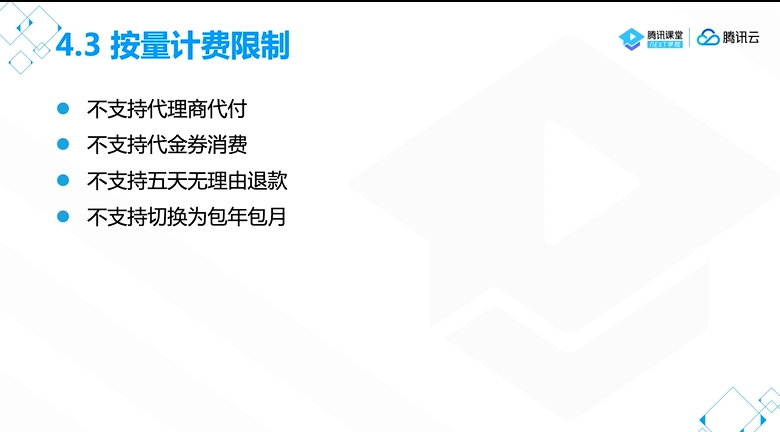 4.3 按量计费限制
腾讯课堂
NEXT学院
腾讯云
不支持代理商代付
不支持代金券消费
不支持五天无理由退款
不支持切换为包年包月